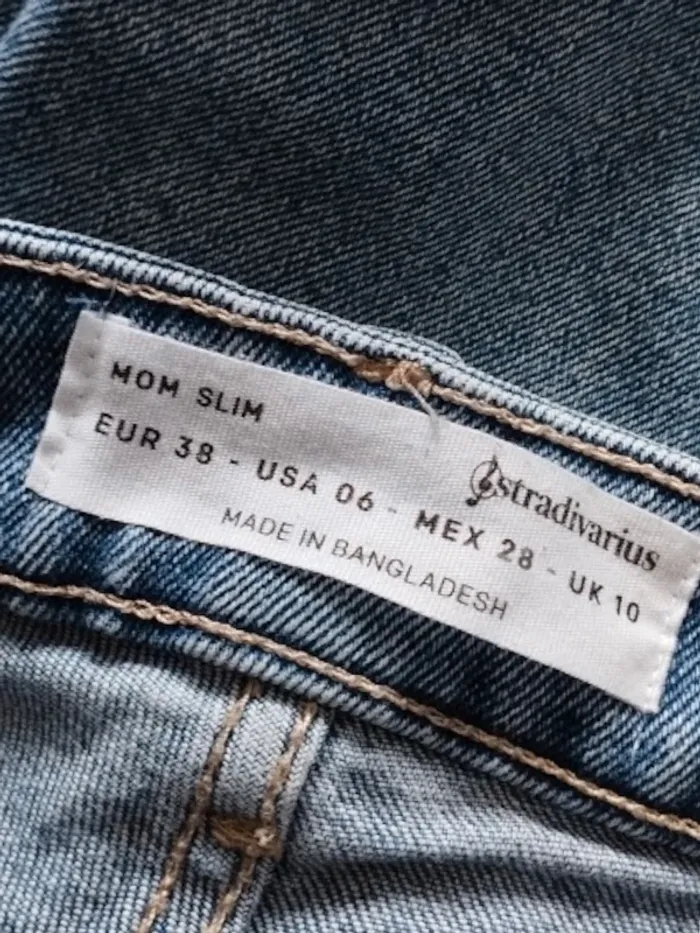 MOM SLIM
stradivarius
EUR 38 - USA 06 - MEX 28 - UK 10
MADE IN BANGLADESH